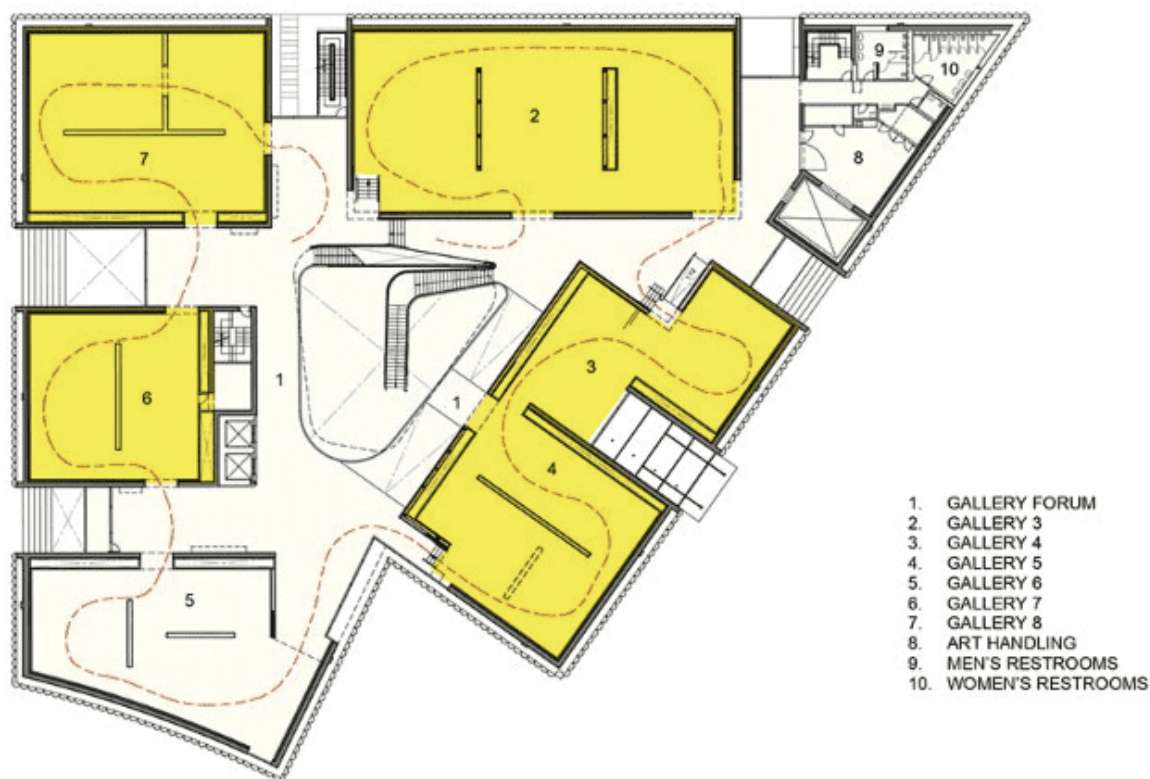 9
10
2
7
8
3
1
6
1
4
5
1. GALLERY FORUM
2. GALLERY 3
3. GALLERY 4
4. GALLERY 5
5. GALLERY 6
6. GALLERY 7
7. GALLERY 8
8. ART HANDLING
9. MEN'S RESTROOMS
10. WOMEN'S RESTROOMS